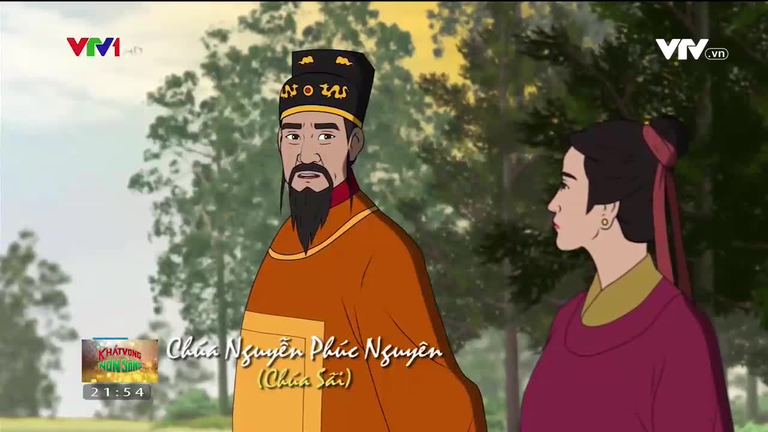 VTV1 HD
VTV.vn
Chúa Nguyễn Phúc Nguyên
(Chúa Sãi)
KHÁT VỌNG
NON SÔNG
21:54